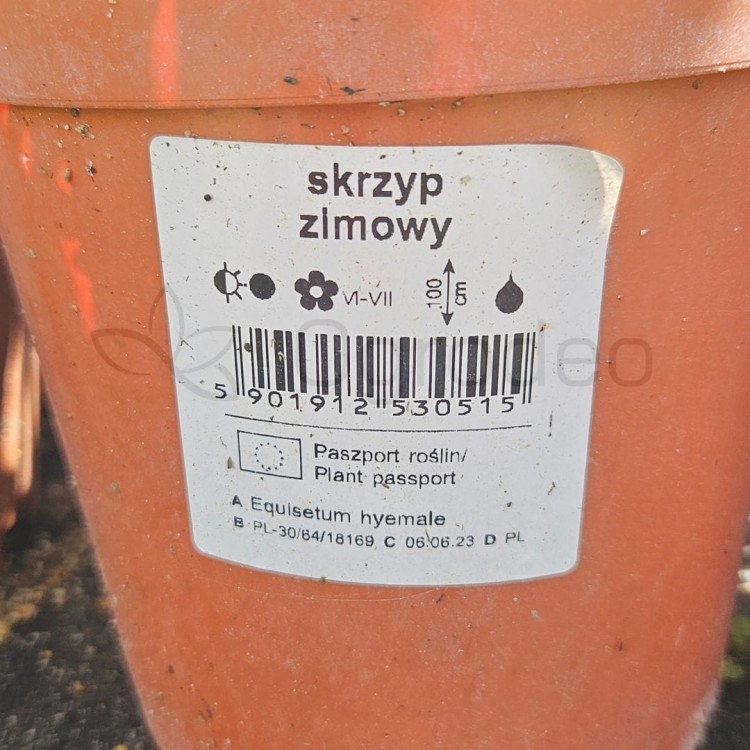 skrzyp
zimowy
VI-VII
100 cm
5 901912 530515
Paszport roślin/
Plant passport
A Equisetum hyemale
B PL-30/64/18169 C 06.06.23 D PL